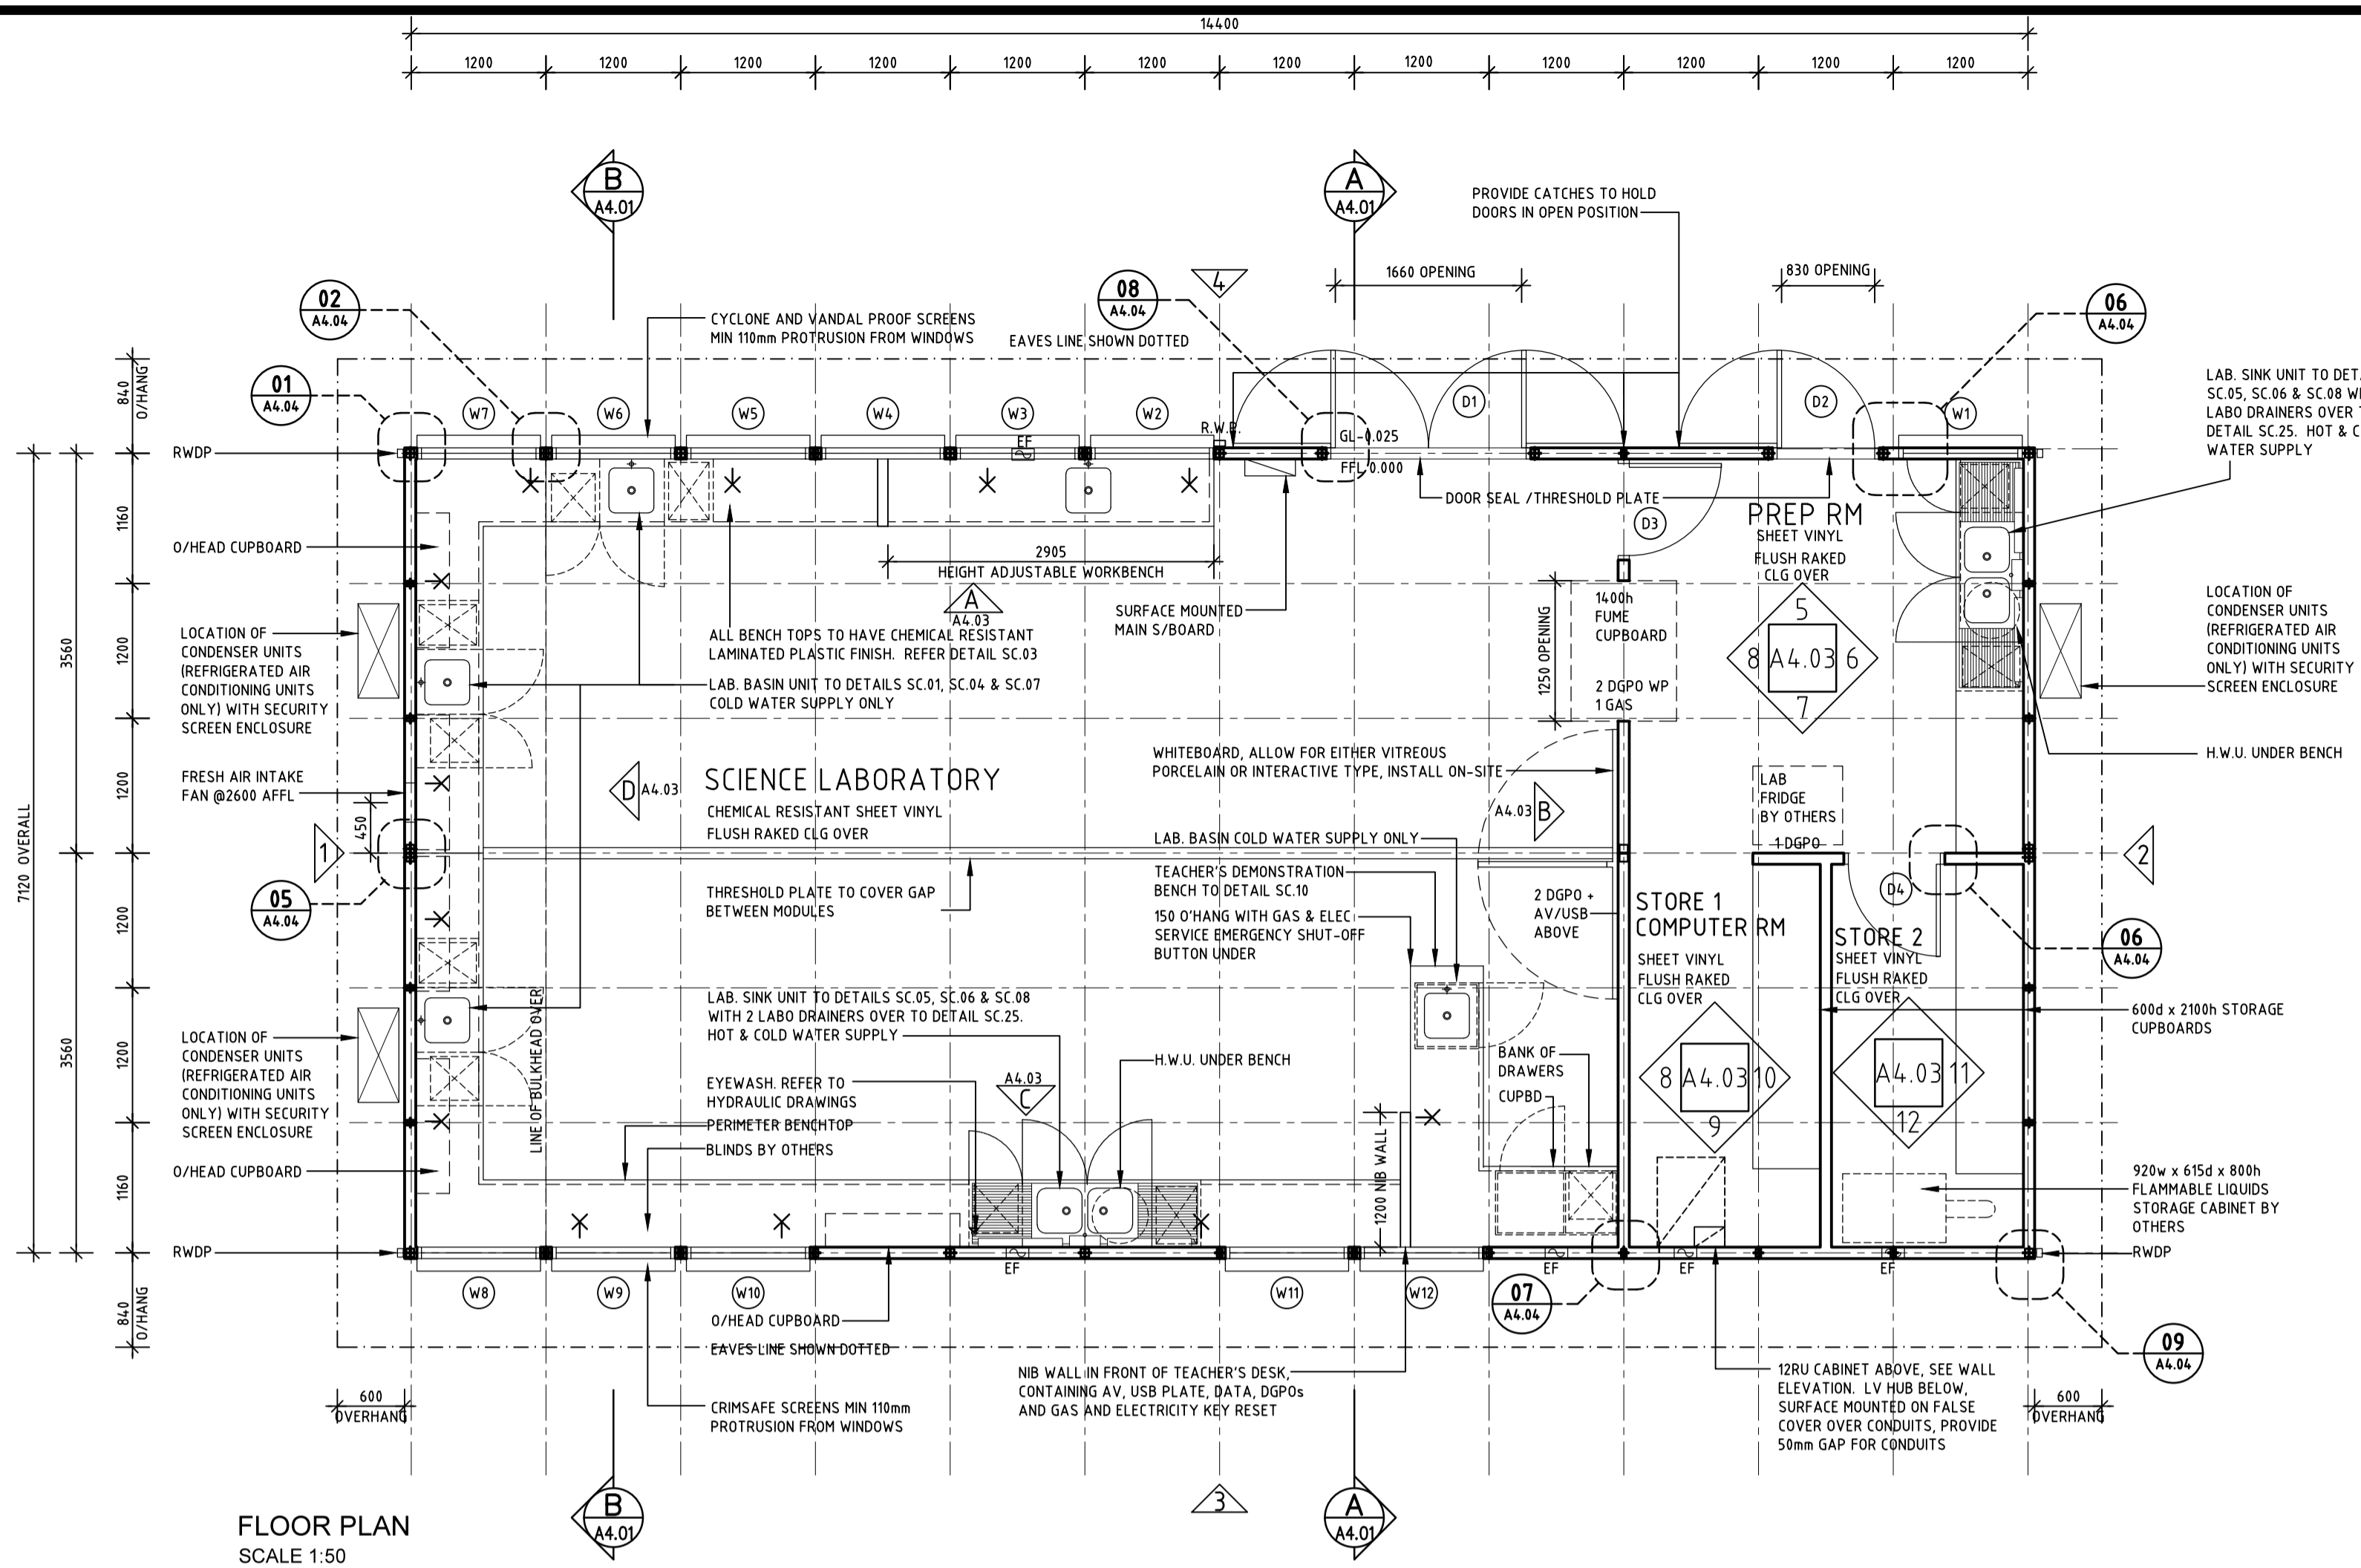 14400
1200 1200 1200 1200 1200 1200 1200 1200 1200 1200 1200 1200
B
A4.01
A
A4.01
PROVIDE CATCHES TO HOLD
DOORS IN OPEN POSITION
1660 OPENING
830 OPENING
02
A4.04
08
A4.04
4
06
A4.04
CYCLONE AND VANDAL PROOF SCREENS
MIN 110mm PROTRUSION FROM WINDOWS
EAVES LINE SHOWN DOTTED
01
A4.04
840
O/HANG
W7
W6
W5
W4
W3
W2
D1
D2
W1
LAB. SINK UNIT TO
SC.05, SC.06 & SC.08
LABO DRAINERS OVER
DETAIL SC.25. HOT &
WATER SUPPLY
RWDP
EF
R.W.P.
GL-0.025
FFL 0.000
DOOR SEAL /THRESHOLD PLATE
D3
PREP RM
SHEET VINYL
FLUSH RAKED
CLG OVER
1160
O/HEAD CUPBOARD
2905
HEIGHT ADJUSTABLE WORKBENCH
A
A4.03
SURFACE MOUNTED
MAIN S/BOARD
1250 OPENING
1400h
FUME
CUPBOARD
2 DGPO WP
1 GAS
5
8 A4.03 6
7
LOCATION OF
CONDENSER UNITS
(REFRIGERATED AIR
CONDITIONING UNITS
ONLY) WITH SECURITY
SCREEN ENCLOSURE
LOCATION OF
CONDENSER UNITS
(REFRIGERATED AIR
CONDITIONING UNITS
ONLY) WITH SECURITY
SCREEN ENCLOSURE
ALL BENCH TOPS TO HAVE CHEMICAL RESISTANT
LAMINATED PLASTIC FINISH. REFER DETAIL SC.03
LAB. BASIN UNIT TO DETAILS SC.01, SC.04 & SC.07
COLD WATER SUPPLY ONLY
3560
1200
1200
H.W.U. UNDER BENCH
WHITEBOARD, ALLOW FOR EITHER VITREOUS
PORCELAIN OR INTERACTIVE TYPE, INSTALL ON-SITE
FRESH AIR INTAKE
FAN @2600 AFFL
D
A4.03
SCIENCE LABORATORY
CHEMICAL RESISTANT SHEET VINYL
FLUSH RAKED CLG OVER
A4.03
B
LAB
FRIDGE
BY OTHERS
1 DGPO
450
1
2
7120 OVERALL
LAB. BASIN COLD WATER SUPPLY ONLY
TEACHER'S DEMONSTRATION
BENCH TO DETAIL SC.10
150 O'HANG WITH GAS & ELEC
SERVICE EMERGENCY SHUT-OFF
BUTTON UNDER
05
A4.04
THRESHOLD PLATE TO COVER GAP
BETWEEN MODULES
2 DGPO +
AV/USB
ABOVE
STORE 1
COMPUTER RM
SHEET VINYL
FLUSH RAKED
CLG OVER
D4
STORE 2
SHEET VINYL
FLUSH RAKED
CLG OVER
06
A4.04
1200
1200
3560
LAB. SINK UNIT TO DETAILS SC.05, SC.06 & SC.08
WITH 2 LABO DRAINERS OVER TO DETAIL SC.25.
HOT & COLD WATER SUPPLY
LINE OF BULKHEAD OVER
600d x 2100h STORAGE
CUPBOARDS
LOCATION OF
CONDENSER UNITS
(REFRIGERATED AIR
CONDITIONING UNITS
ONLY) WITH SECURITY
SCREEN ENCLOSURE
H.W.U. UNDER BENCH
BANK OF
DRAWERS
CUPBD
EYEWASH. REFER TO
HYDRAULIC DRAWINGS
A4.03
C
PERIMETER BENCHTOP
BLINDS BY OTHERS
8 A4.03 10
9
A4.03 11
12
1160
O/HEAD CUPBOARD
1200 NIB WALL
920w x 615d x 800h
FLAMMABLE LIQUIDS
STORAGE CABINET BY
OTHERS
RWDP
RWDP
EF
EF
EF
EF
W8
W9
W10
W11
W12
07
A4.04
840
O/HANG
O/HEAD CUPBOARD
EAVES LINE SHOWN DOTTED
09
A4.04
NIB WALL IN FRONT OF TEACHER'S DESK,
CONTAINING AV, USB PLATE, DATA, DGPOs
AND GAS AND ELECTRICITY KEY RESET
12RU CABINET ABOVE, SEE WALL
ELEVATION. LV HUB BELOW,
SURFACE MOUNTED ON FALSE
COVER OVER CONDUITS, PROVIDE
50mm GAP FOR CONDUITS
600
OVERHANG
600
OVERHANG
CRIMSAFE SCREENS MIN 110mm
PROTRUSION FROM WINDOWS
B
A4.01
3
A
A4.01
FLOOR PLAN
SCALE 1:50